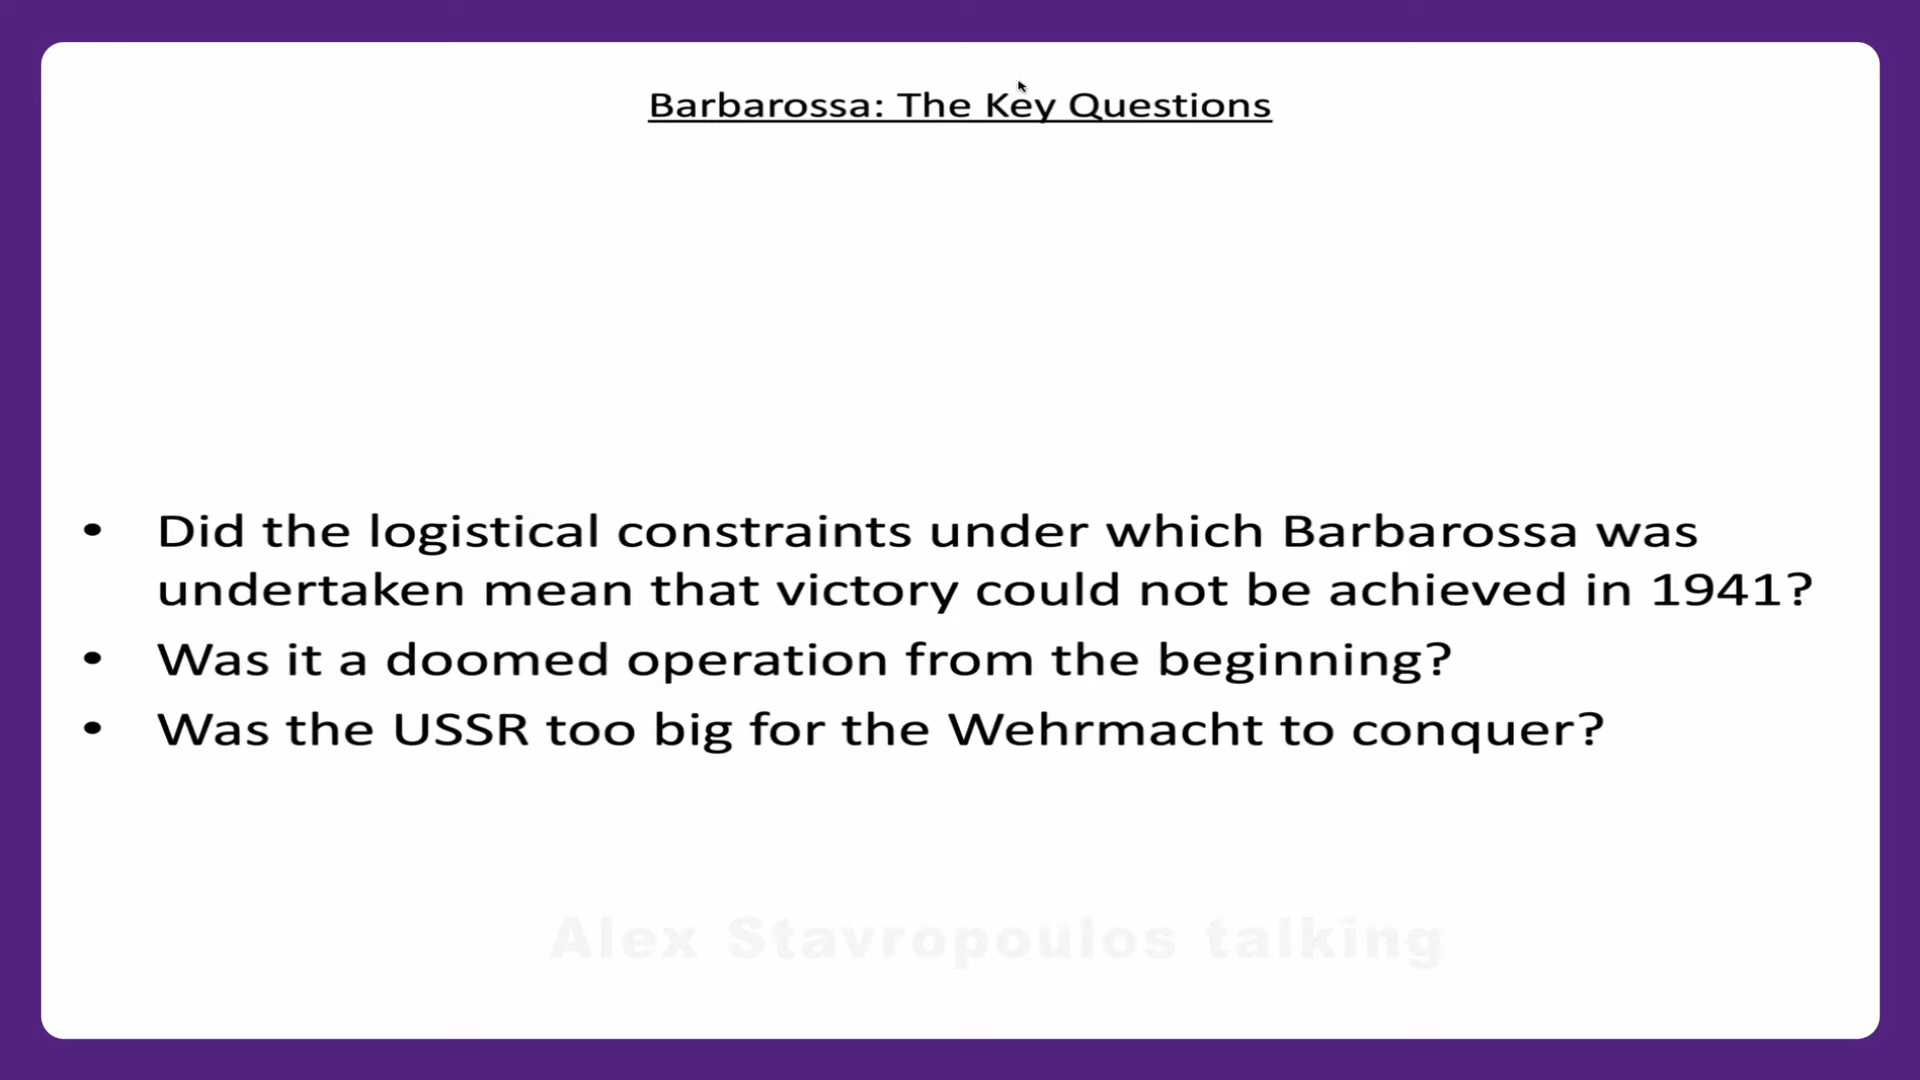 Barbarossa: The Key Questions
• Did the logistical constraints under which Barbarossa was
undertaken mean that victory could not be achieved in 1941?
• Was it a doomed operation from the beginning?
• Was the USSR too big for the Wehrmacht to conquer?
Alex Stavropoulos talking